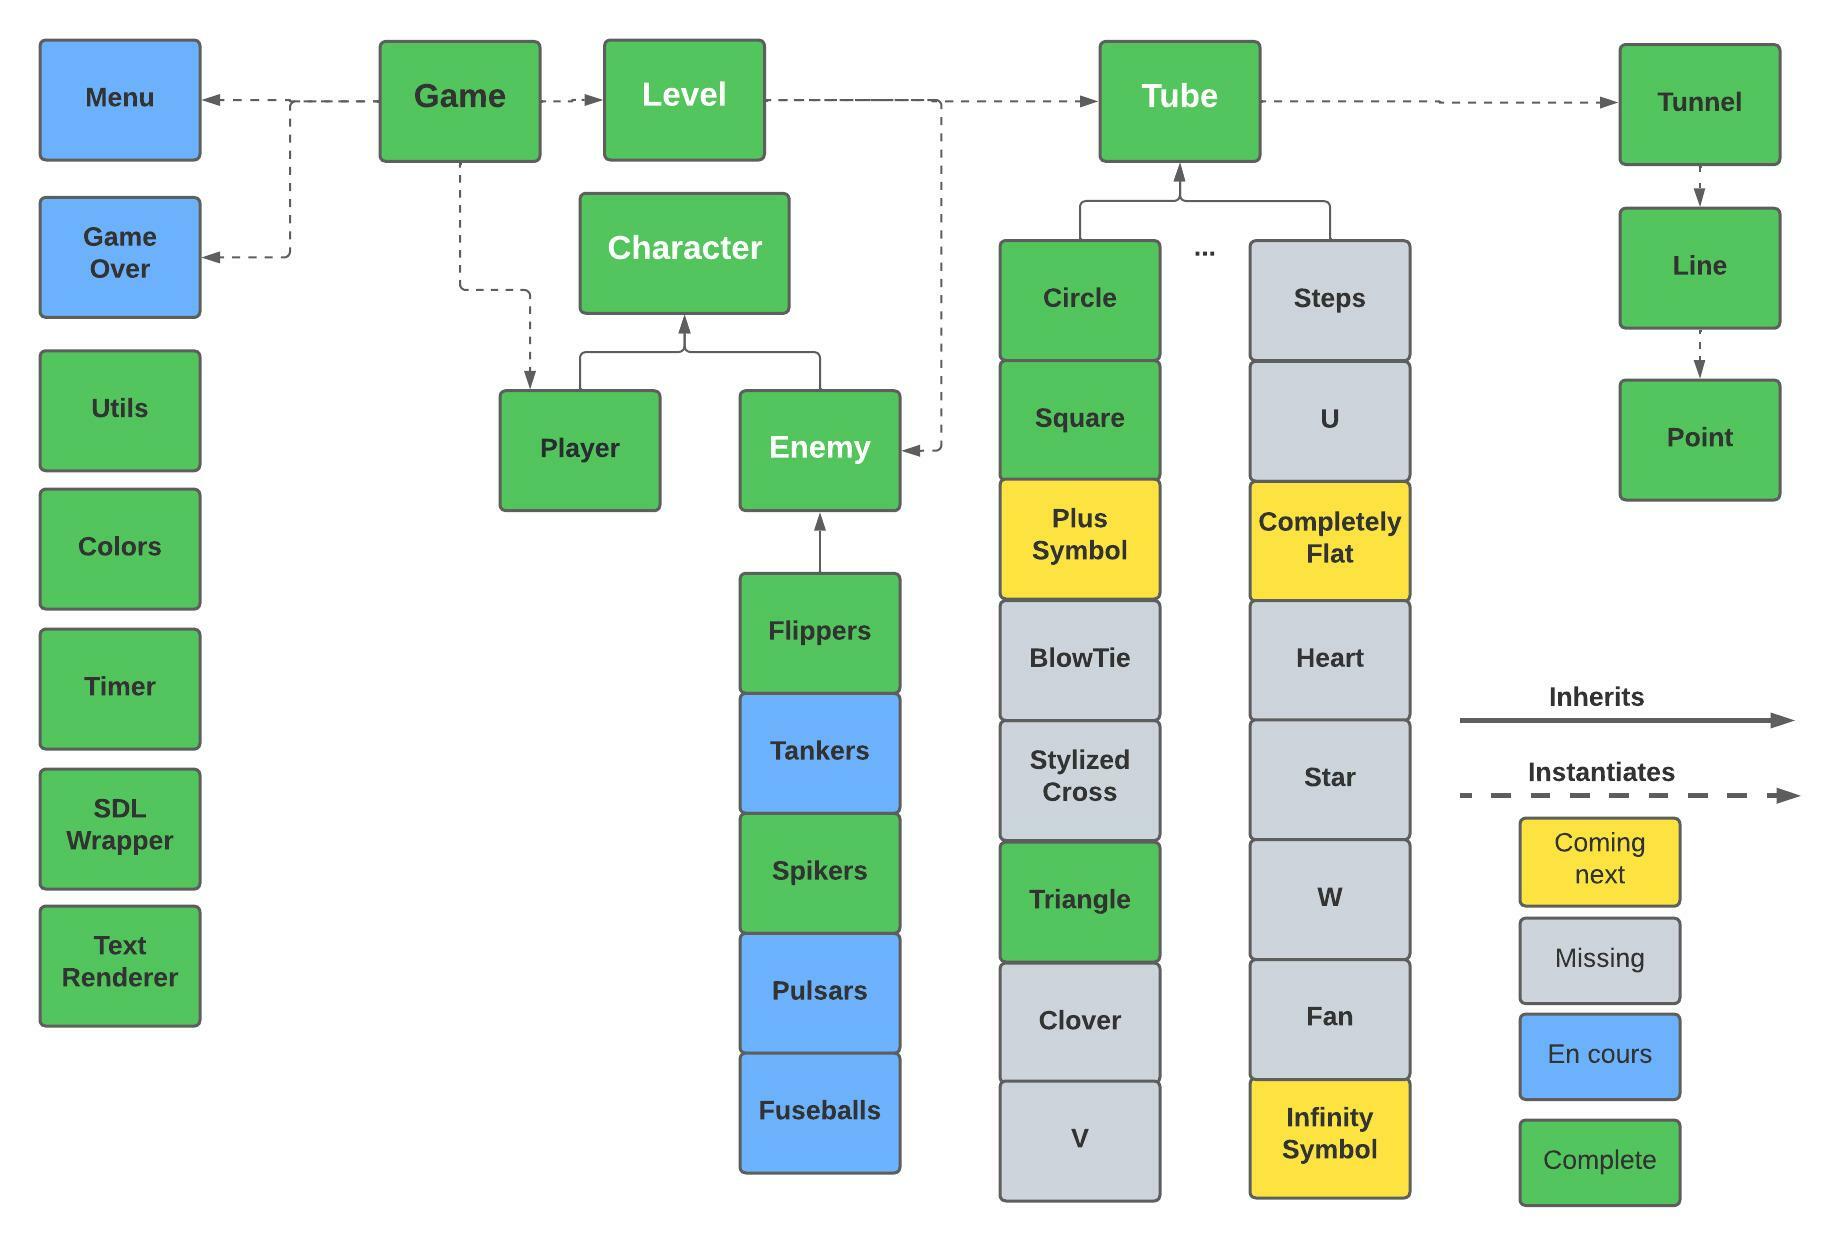 Menu
Game
Level
Tube
Tunnel
Game
Over
Character
Line
Circle
...
Steps
Utils
Player
Enemy
Square
U
Point
Colors
Plus
Symbol
Completely
Flat
Flippers
BlowTie
Heart
Timer
Tankers
Stylized
Cross
Star
Inherits
Instantiates
SDL
Wrapper
Spikers
Triangle
W
Coming
next
Text
Renderer
Pulsars
Clover
Fan
Missing
En cours
Fuseballs
V
Infinity
Symbol
Complete